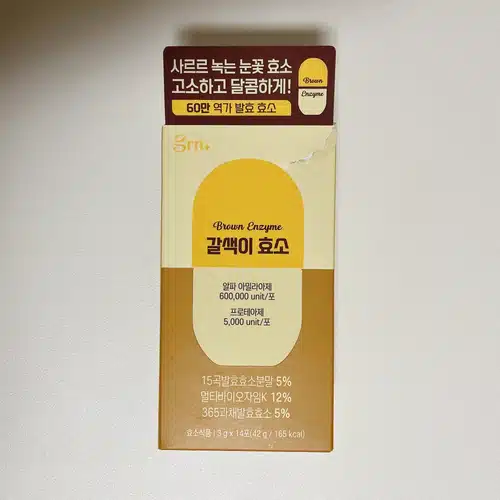 사르르 녹는 눈꽃 효소
고소하고 달콤하게!
60만 역가 발효 효소
Brown
Enzyme
grn+
Brown Enzyme
갈색이 효소
알파 아밀라아제
600,000 unit/포
프로테아제
5,000 unit/포
15곡발효효소분말 5%
멀티바이오자임K 12%
365과채발효효소 5%
효소식품 | 3 g x 14포(42 g / 165 kcal)